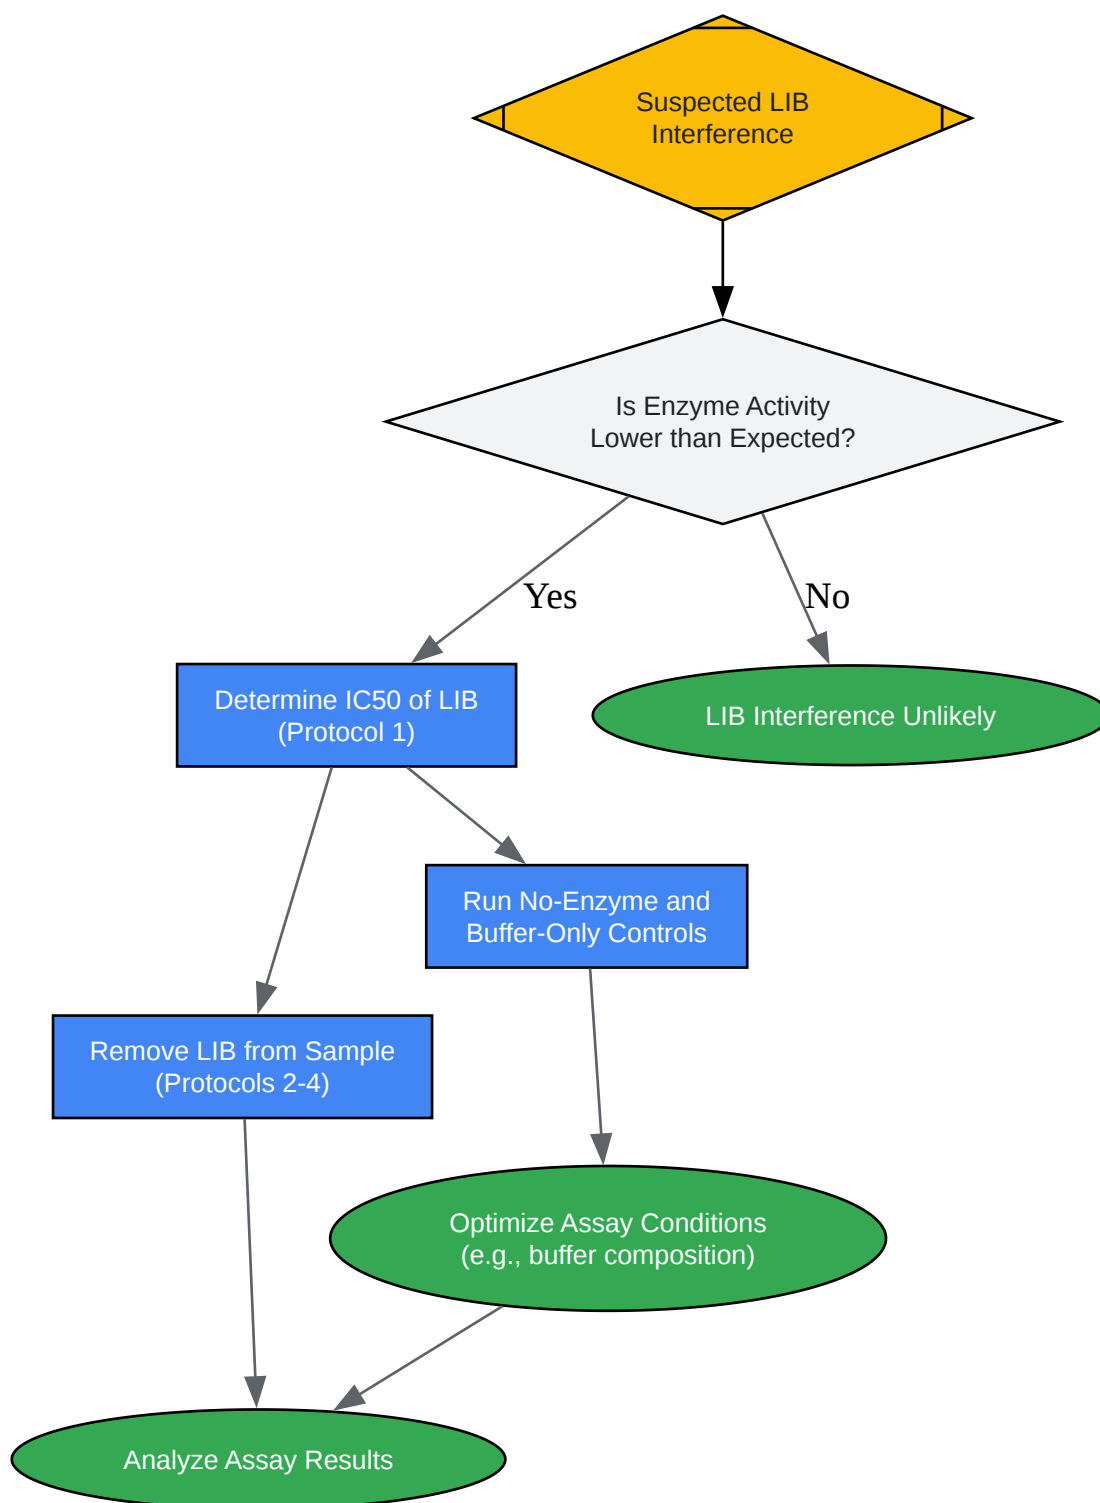 Suspected LIB
Interference
Is Enzyme Activity
Lower than Expected?
Yes
No
Determine IC50 of LIB
(Protocol 1)
LIB Interference Unlikely
Run No-Enzyme and
Buffer-Only Controls
Remove LIB from Sample
(Protocols 2-4)
Optimize Assay Conditions
(e.g., buffer composition)
Analyze Assay Results